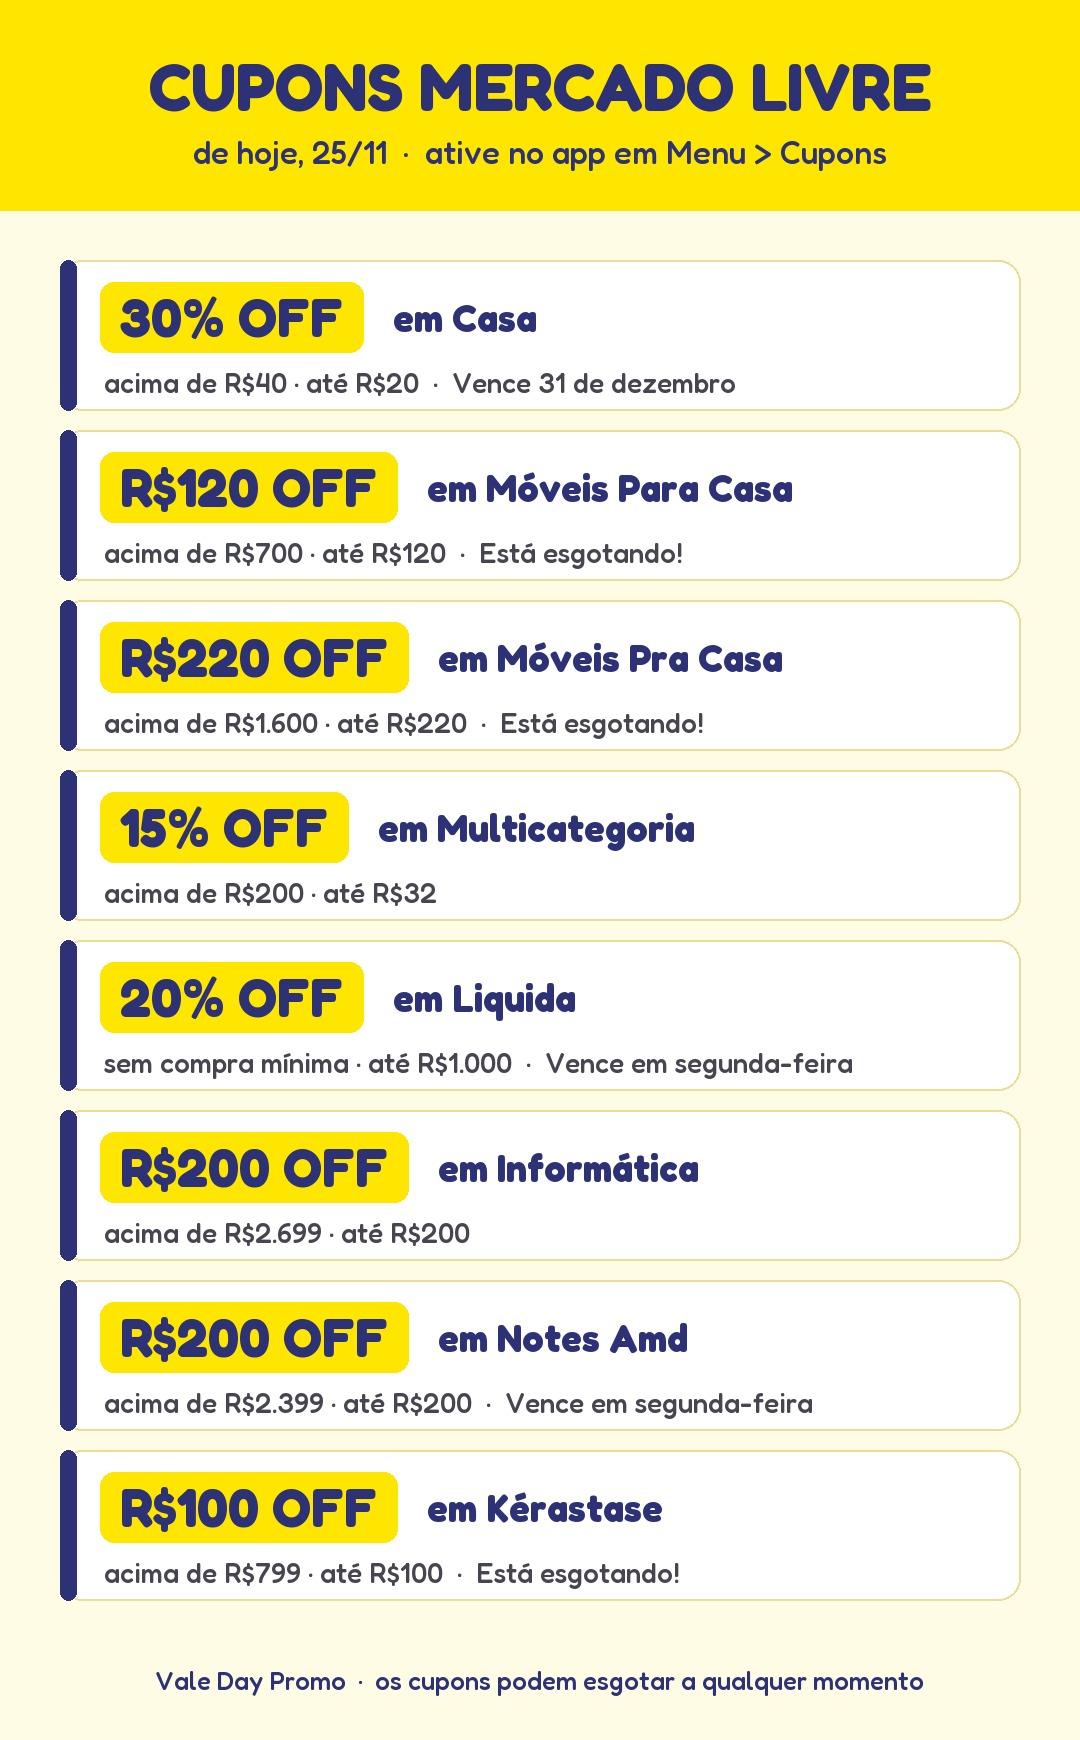 CUPONS MERCADO LIVRE
de hoje, 25/11 · ative no app em Menu > Cupons
30% OFF em Casa
acima de R$40 · até R$20 · Vence 31 de dezembro
R$120 OFF em Móveis Para Casa
acima de R$700 · até R$120 · Está esgotando!
R$220 OFF em Móveis Pra Casa
acima de R$1.600 · até R$220 · Está esgotando!
15% OFF em Multicategoria
acima de R$200 · até R$32
20% OFF em Liquida
sem compra mínima · até R$1.000 · Vence em segunda-feira
R$200 OFF em Informática
acima de R$2.699 · até R$200
R$200 OFF em Notes Amd
acima de R$2.399 · até R$200 · Vence em segunda-feira
R$100 OFF em Kérastase
acima de R$799 · até R$100 · Está esgotando!
Vale Day Promo · os cupons podem esgotar a qualquer momento